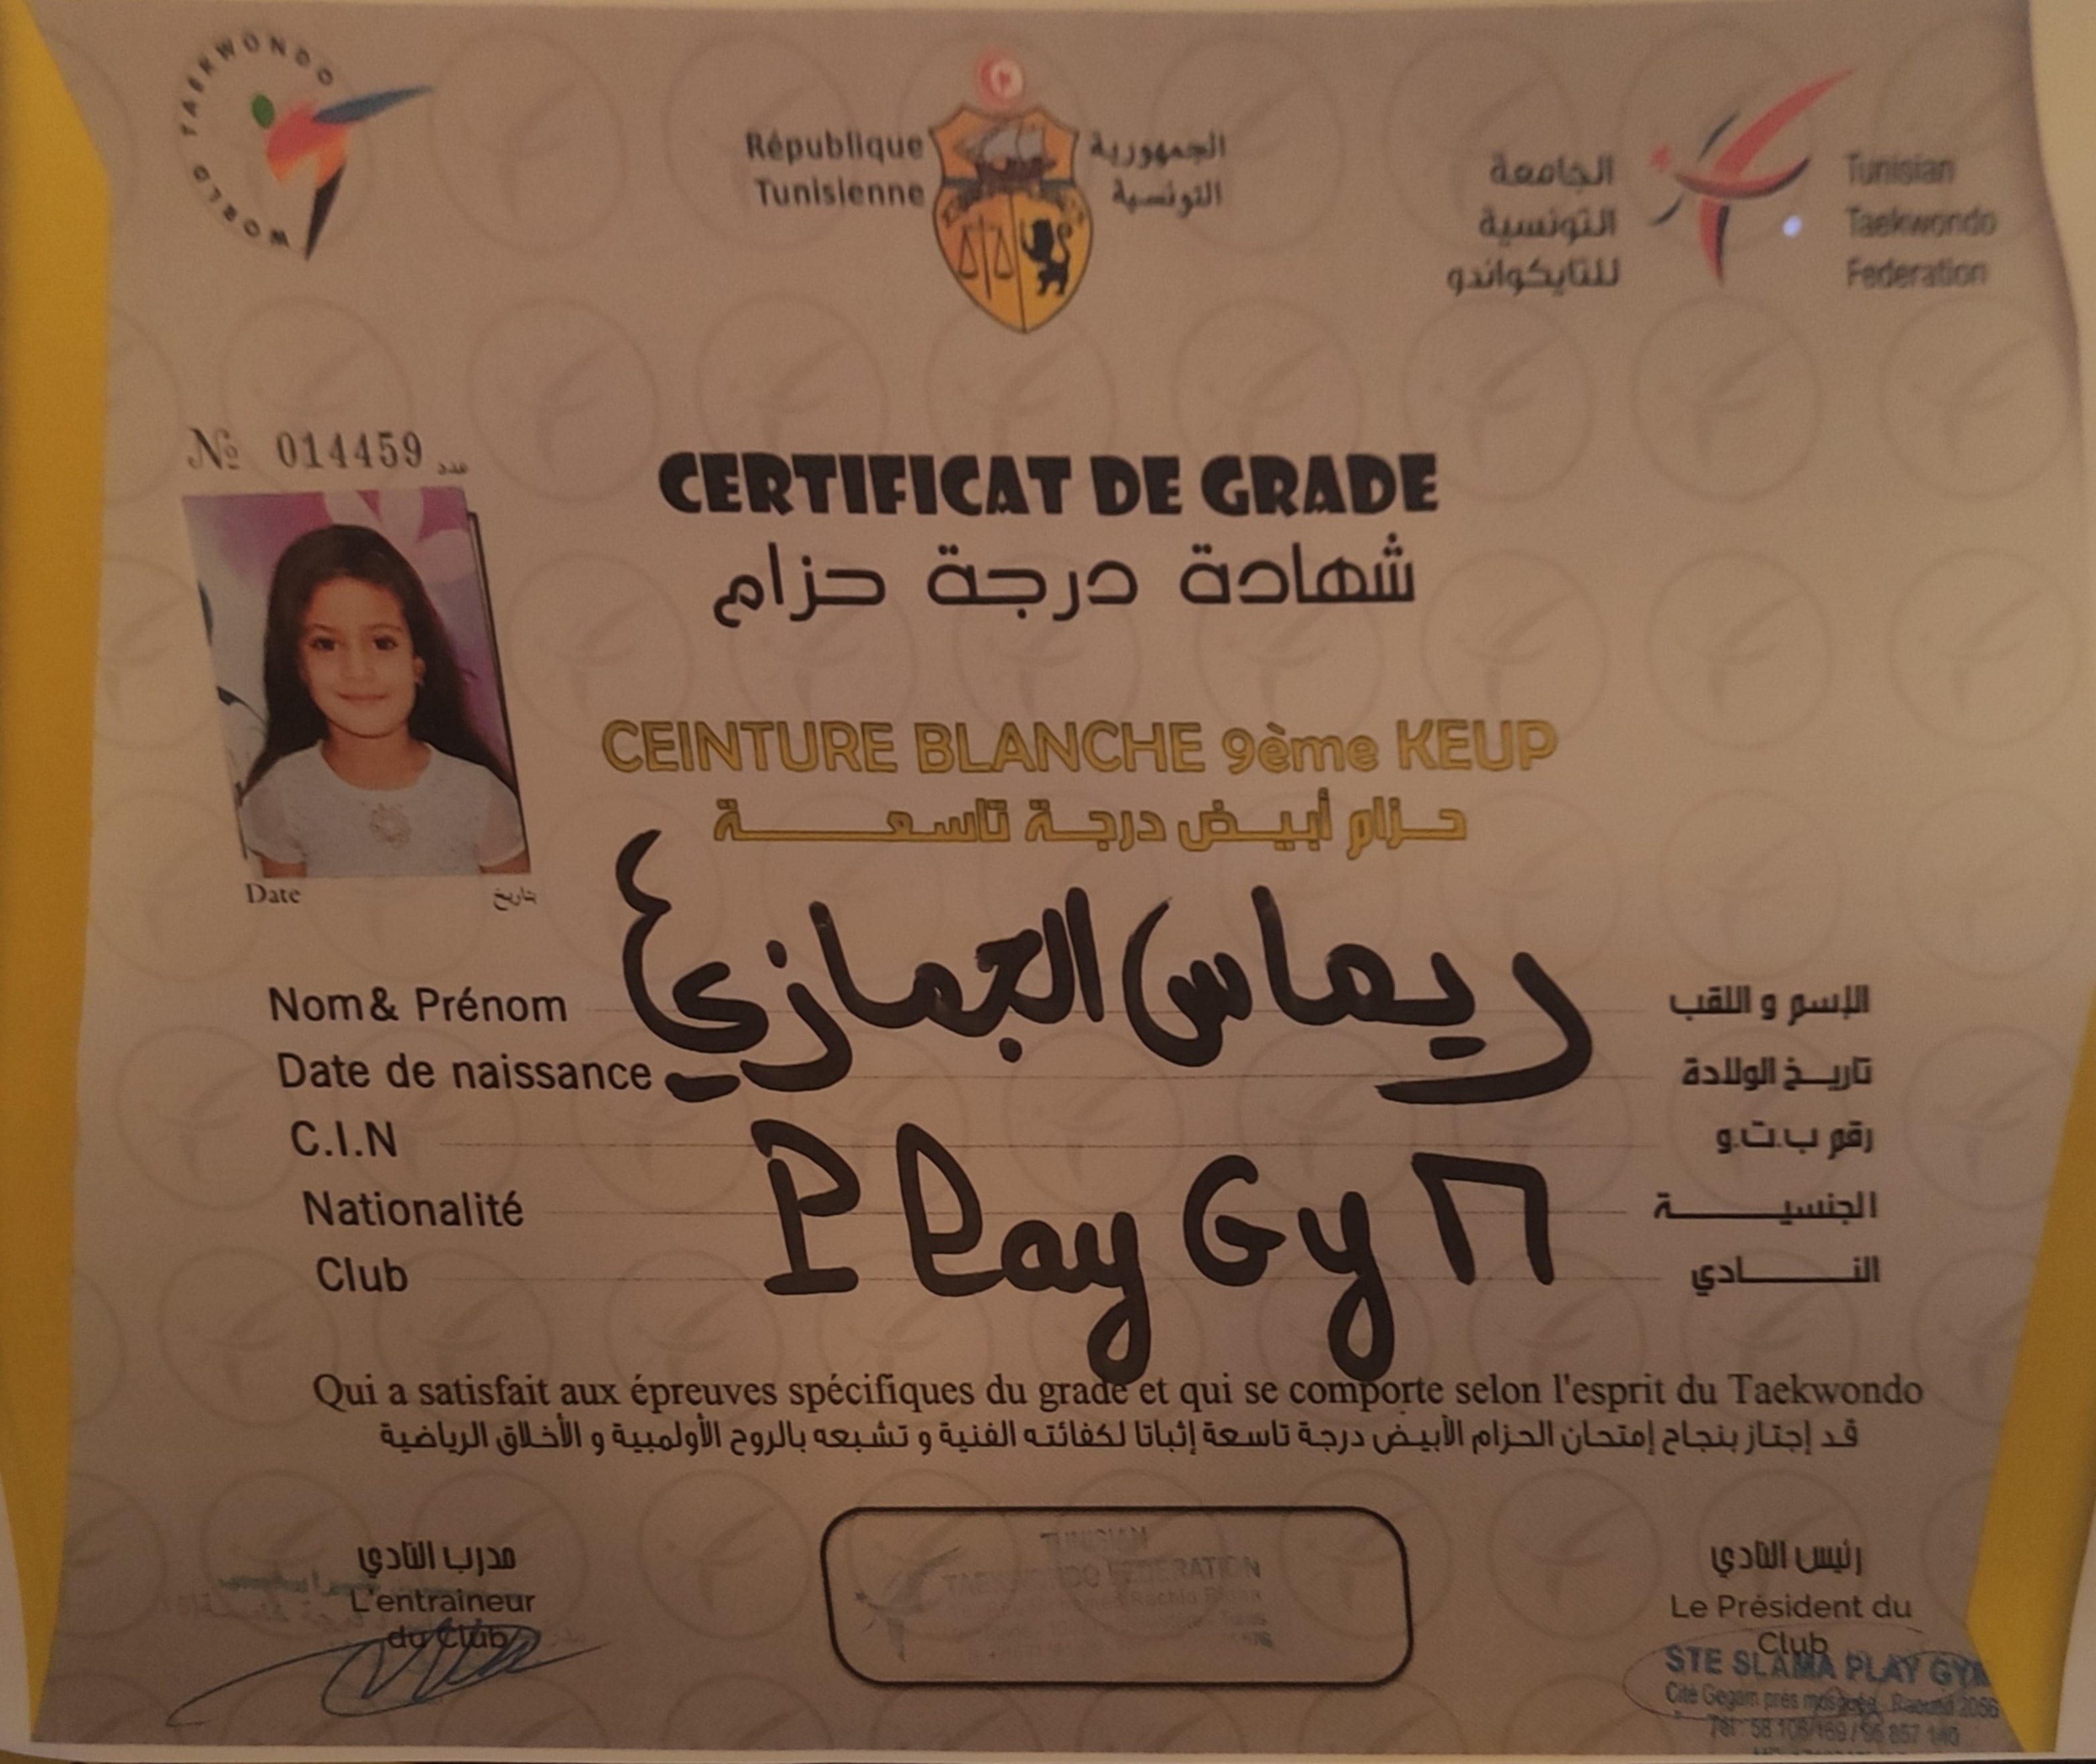 WORLD TAEKWONDO
République الجمهورية
Tunisienne التونسية
الجامعة Tunisian
التونسية Taekwondo
للتايكواندو Federation
№ 014459 عدد
CERTIFICAT DE GRADE
شهادة درجة حزام
CEINTURE BLANCHE 9ème KEUP
حزام أبيض درجة تاسعة
Date تاريخ
Nom& Prénom ريماس الجمازي الإسم و اللقب
Date de naissance تاريخ الولادة
C.I.N رقم ب.ت.و
Nationalité Play Gym الجنسية
Club النادي
Qui a satisfait aux épreuves spécifiques du grade et qui se comporte selon l'esprit du Taekwondo
قد إجتاز بنجاح إمتحان الحزام الأبيض درجة تاسعة إثباتا لكفائته الفنية و تشبعه بالروح الأولمبية و الأخلاق الرياضية
مدرب النادي
L'entraineur
du Club
TUNISIAN
TAEKWONDO FEDERATION
رئيس النادي
Le Président du
Club
STE SLAMA PLAY GYM